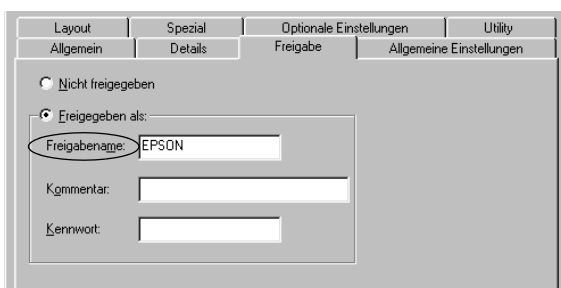 Layout Spezial Optionale Einstellungen Utility
Allgemein Details Freigabe Allgemeine Einstellungen
Nicht freigegeben
Freigegeben als:
Freigabename: EPSON
Kommentar:
Kennwort: